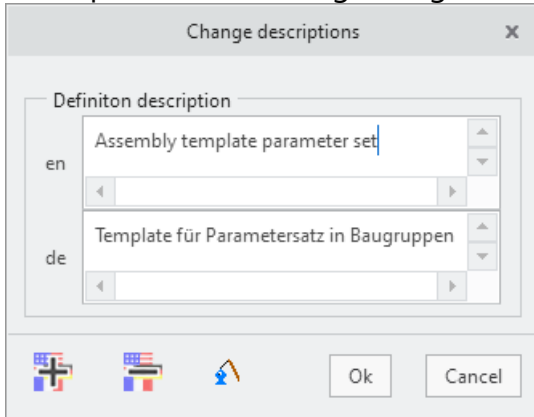 Change descriptions
Definiton description
en
Assembly template parameter set
de
Template für Parametersatz in Baugruppen
Ok
Cancel